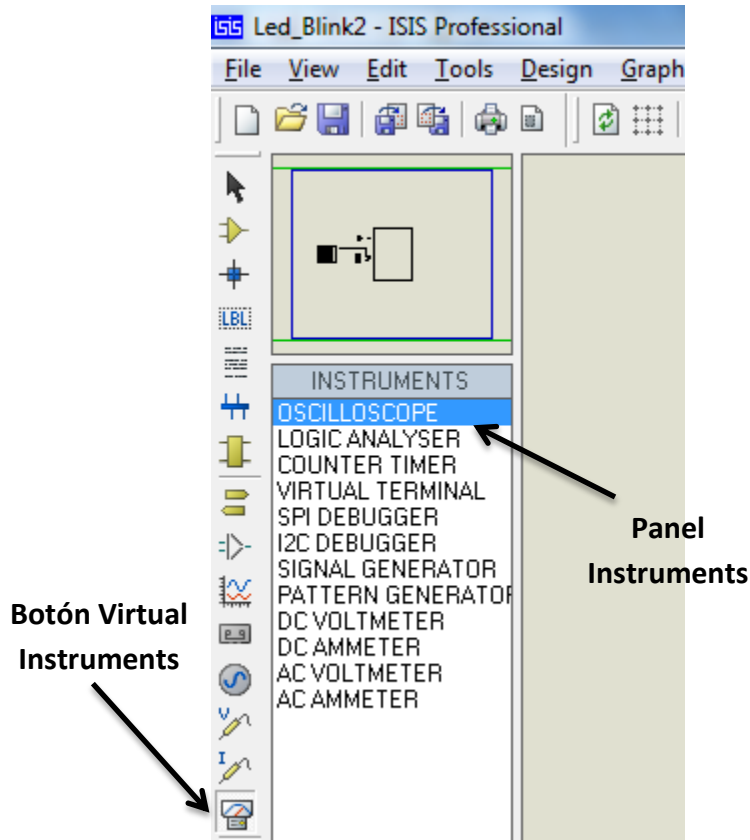 isis Led_Blink2 - ISIS Professional
File View Edit Tools Design Graph
LBL
INSTRUMENTS
OSCILLOSCOPE
LOGIC ANALYSER
COUNTER TIMER
VIRTUAL TERMINAL
SPI DEBUGGER
I2C DEBUGGER
SIGNAL GENERATOR
PATTERN GENERATOR
DC VOLTMETER
DC AMMETER
AC VOLTMETER
AC AMMETER
V
I
Panel
Instruments
Botón Virtual
Instruments